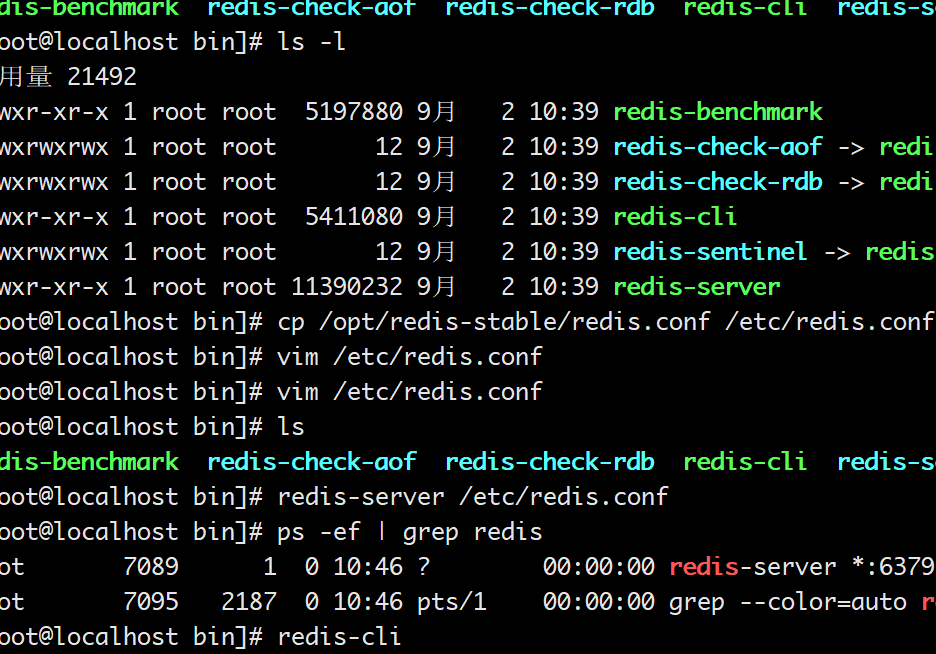 dis-benchmark redis-check-aof redis-check-rdb redis-cli redis-s
oot@localhost bin]# ls -l
用量 21492
wxr-xr-x 1 root root 5197880 9月 2 10:39 redis-benchmark
wxrwxrwx 1 root root 12 9月 2 10:39 redis-check-aof -> redi
wxrwxrwx 1 root root 12 9月 2 10:39 redis-check-rdb -> redi
wxr-xr-x 1 root root 5411080 9月 2 10:39 redis-cli
wxrwxrwx 1 root root 12 9月 2 10:39 redis-sentinel -> redis
wxr-xr-x 1 root root 11390232 9月 2 10:39 redis-server
oot@localhost bin]# cp /opt/redis-stable/redis.conf /etc/redis.conf
oot@localhost bin]# vim /etc/redis.conf
oot@localhost bin]# vim /etc/redis.conf
oot@localhost bin]# ls
dis-benchmark redis-check-aof redis-check-rdb redis-cli redis-s
oot@localhost bin]# redis-server /etc/redis.conf
oot@localhost bin]# ps -ef | grep redis
ot 7089 1 0 10:46 ? 00:00:00 redis-server *:6379
ot 7095 2187 0 10:46 pts/1 00:00:00 grep --color=auto r
oot@localhost bin]# redis-cli